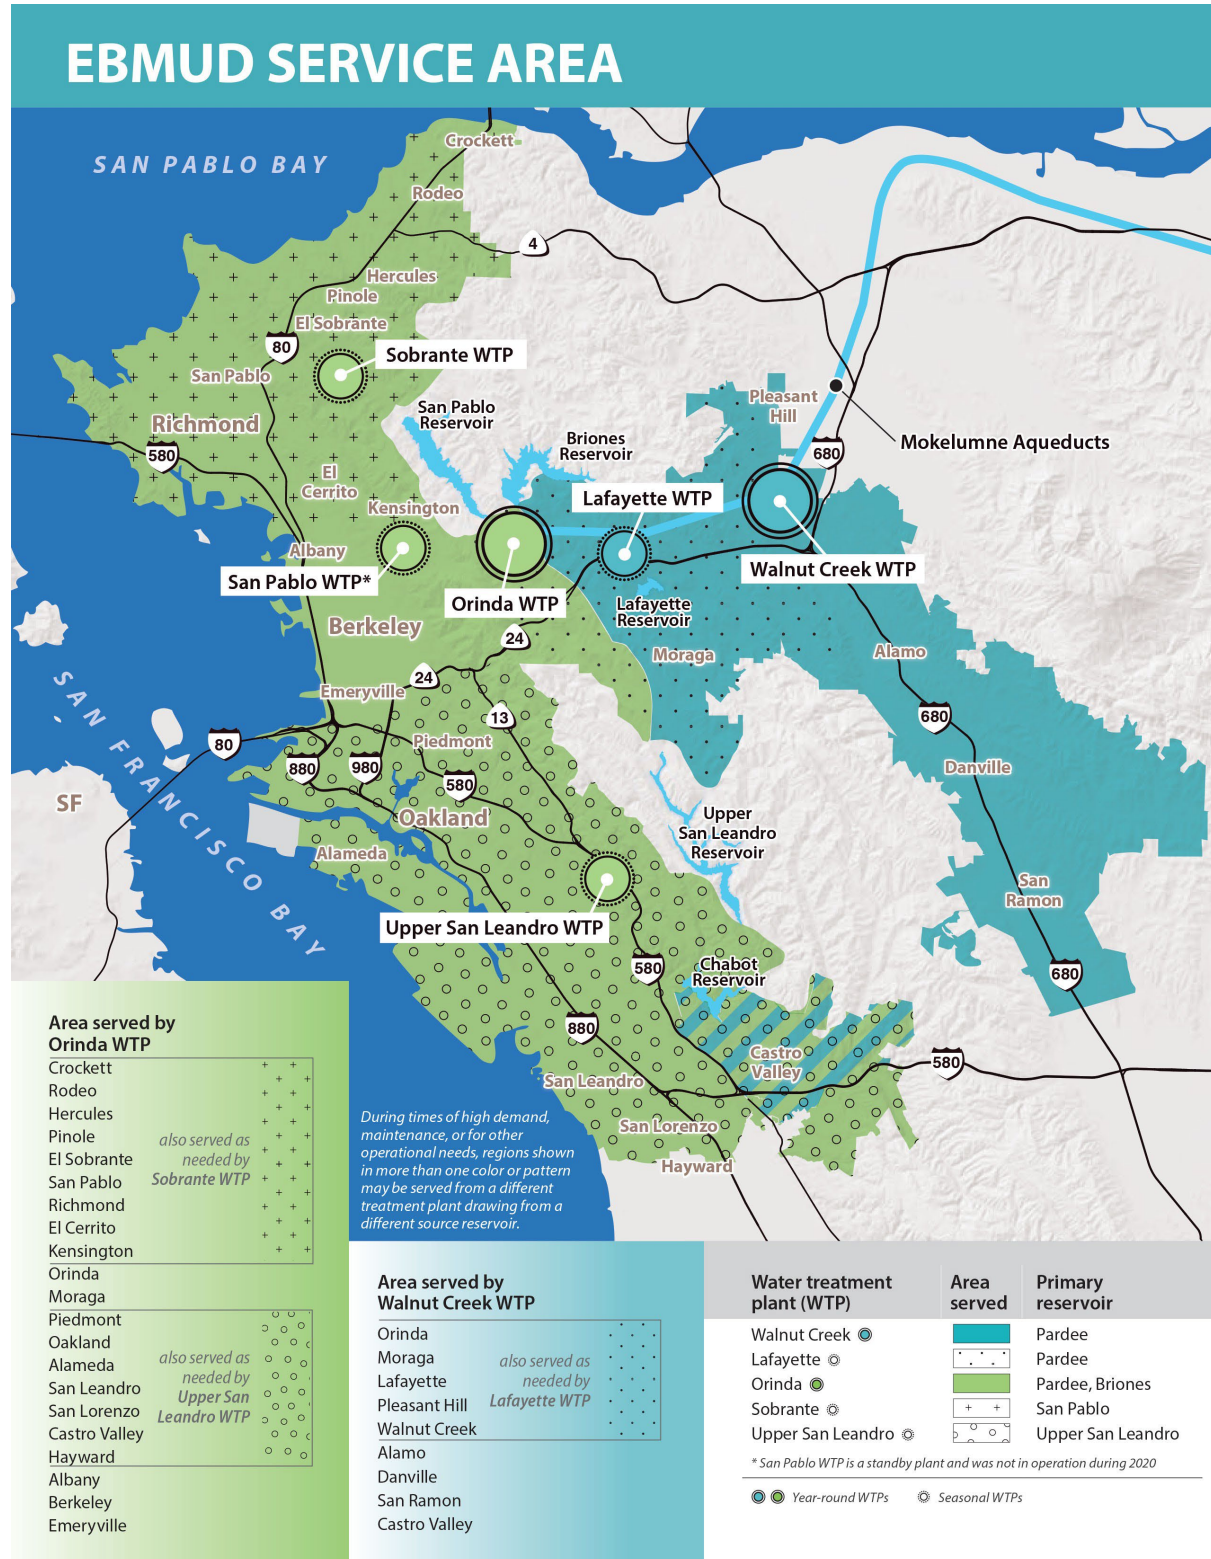 EBMUD SERVICE AREA
SAN PABLO BAY
Crockett
Rodeo
4
Hercules
Pinole
El Sobrante
80
Sobrante WTP
San Pablo
Richmond
580
San Pablo
Reservoir
Briones
Reservoir
Pleasant
Hill
680
Mokelumne Aqueducts
El
Cerrito
Kensington
Lafayette WTP
Albany
San Pablo WTP*
Orinda WTP
Walnut Creek WTP
Lafayette
Reservoir
Berkeley
24
Moraga
Alamo
24
Emeryville
13
680
SAN FRANCISCO BAY
80
Piedmont
880
980
580
Danville
SF
Oakland
Upper
San Leandro
Reservoir
Alameda
San
Ramon
Upper San Leandro WTP
580
Chabot
Reservoir
680
880
Castro
Valley
580
San Leandro
San Lorenzo
Hayward
During times of high demand,
maintenance, or for other
operational needs, regions shown
in more than one color or pattern
may be served from a different
treatment plant drawing from a
different source reservoir.
Area served by
Orinda WTP
Crockett
Rodeo
Hercules
Pinole
El Sobrante
San Pablo
Richmond
El Cerrito
Kensington
also served as
needed by
Sobrante WTP
Orinda
Moraga
Piedmont
Oakland
Alameda
San Leandro
San Lorenzo
Castro Valley
Hayward
also served as
needed by
Upper San
Leandro WTP
Albany
Berkeley
Emeryville
Area served by
Walnut Creek WTP
Orinda
Moraga
Lafayette
Pleasant Hill
Walnut Creek
also served as
needed by
Lafayette WTP
Alamo
Danville
San Ramon
Castro Valley
Water treatment
plant (WTP)
Area
served
Primary
reservoir
Walnut Creek Pardee
Lafayette Pardee
Orinda Pardee, Briones
Sobrante San Pablo
Upper San Leandro Upper San Leandro
* San Pablo WTP is a standby plant and was not in operation during 2020
Year-round WTPs Seasonal WTPs